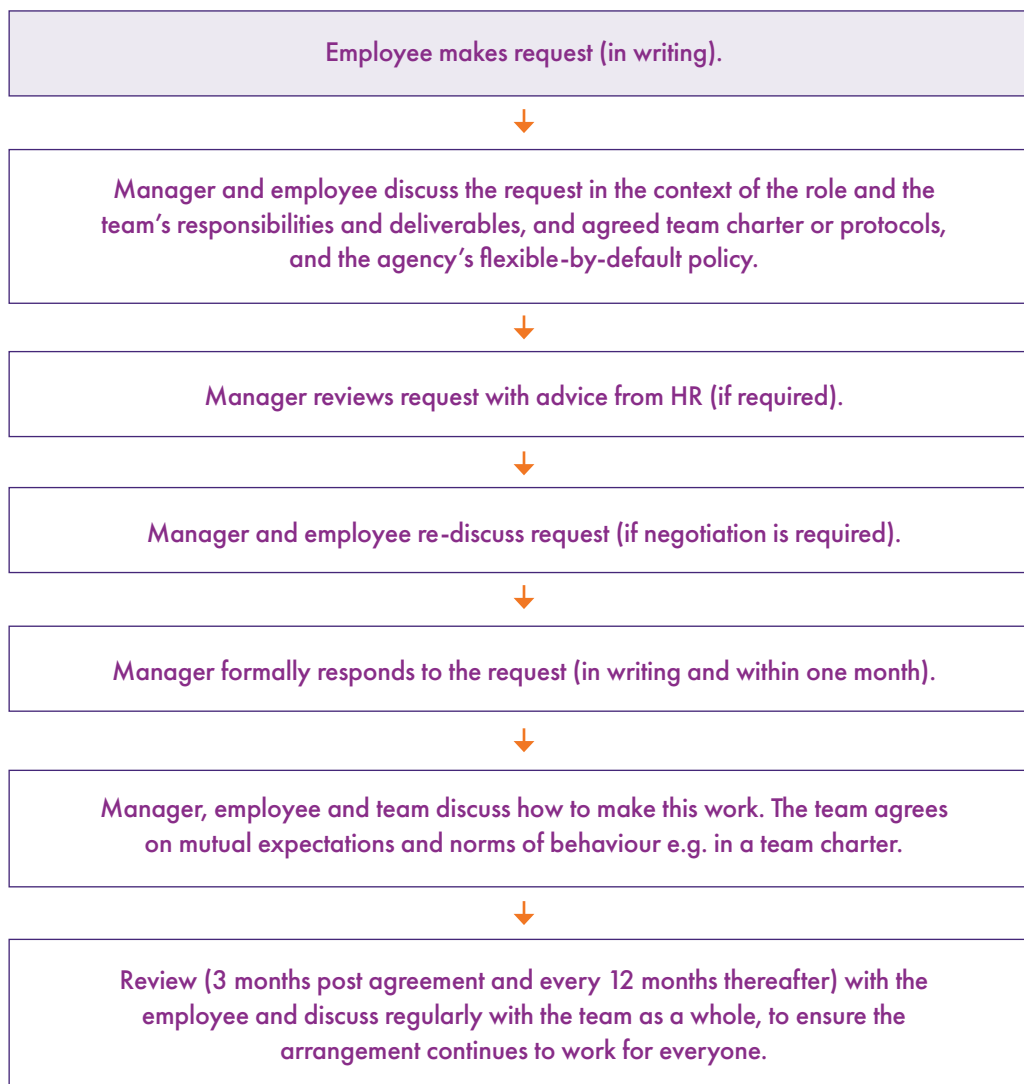 Employee makes request (in writing).
Manager and employee discuss the request in the context of the role and the
team’s responsibilities and deliverables, and agreed team charter or protocols,
and the agency’s flexible-by-default policy.
Manager reviews request with advice from HR (if required).
Manager and employee re-discuss request (if negotiation is required).
Manager formally responds to the request (in writing and within one month).
Manager, employee and team discuss how to make this work. The team agrees
on mutual expectations and norms of behaviour e.g. in a team charter.
Review (3 months post agreement and every 12 months thereafter) with the
employee and discuss regularly with the team as a whole, to ensure the
arrangement continues to work for everyone.